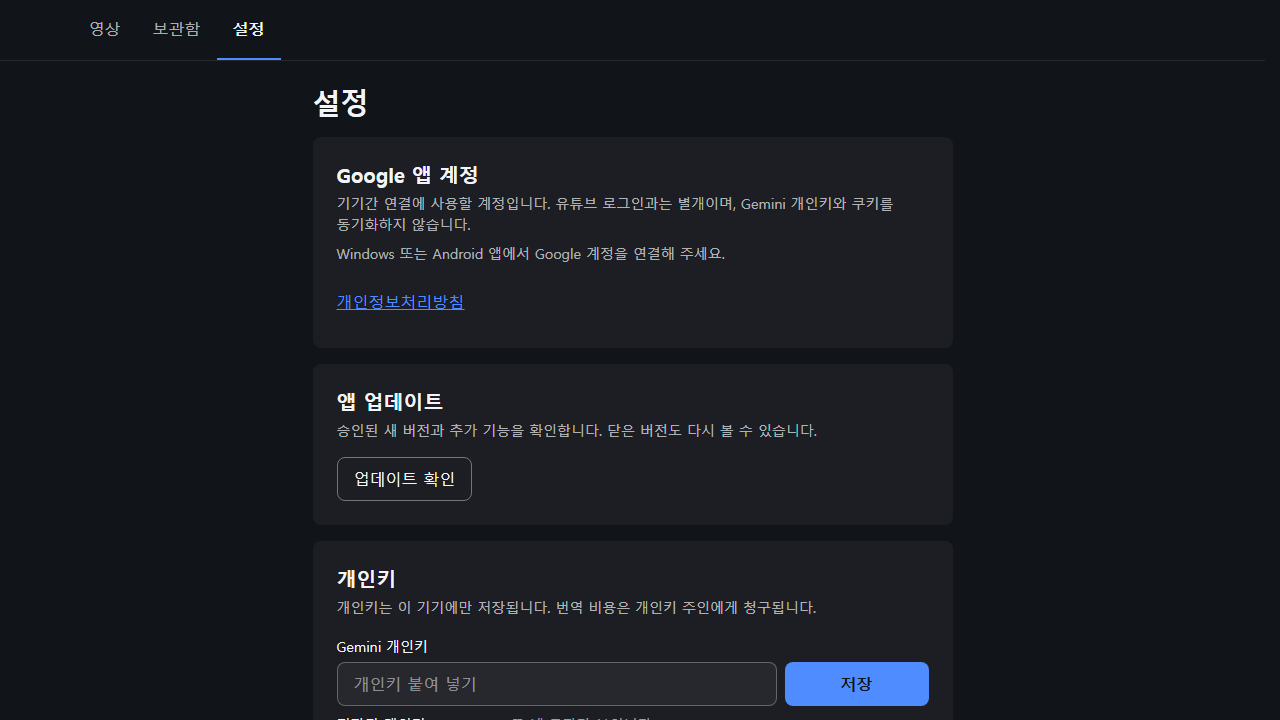 영상 보관함 설정
설정
Google 앱 계정
기기간 연결에 사용할 계정입니다. 유튜브 로그인과는 별개이며, Gemini 개인키와 쿠키를
동기화하지 않습니다.
Windows 또는 Android 앱에서 Google 계정을 연결해 주세요.
개인정보처리방침
앱 업데이트
승인된 새 버전과 추가 기능을 확인합니다. 닫은 버전도 다시 볼 수 있습니다.
업데이트 확인
개인키
개인키는 이 기기에만 저장됩니다. 번역 비용은 개인키 주인에게 청구됩니다.
Gemini 개인키
개인키 붙여 넣기 저장